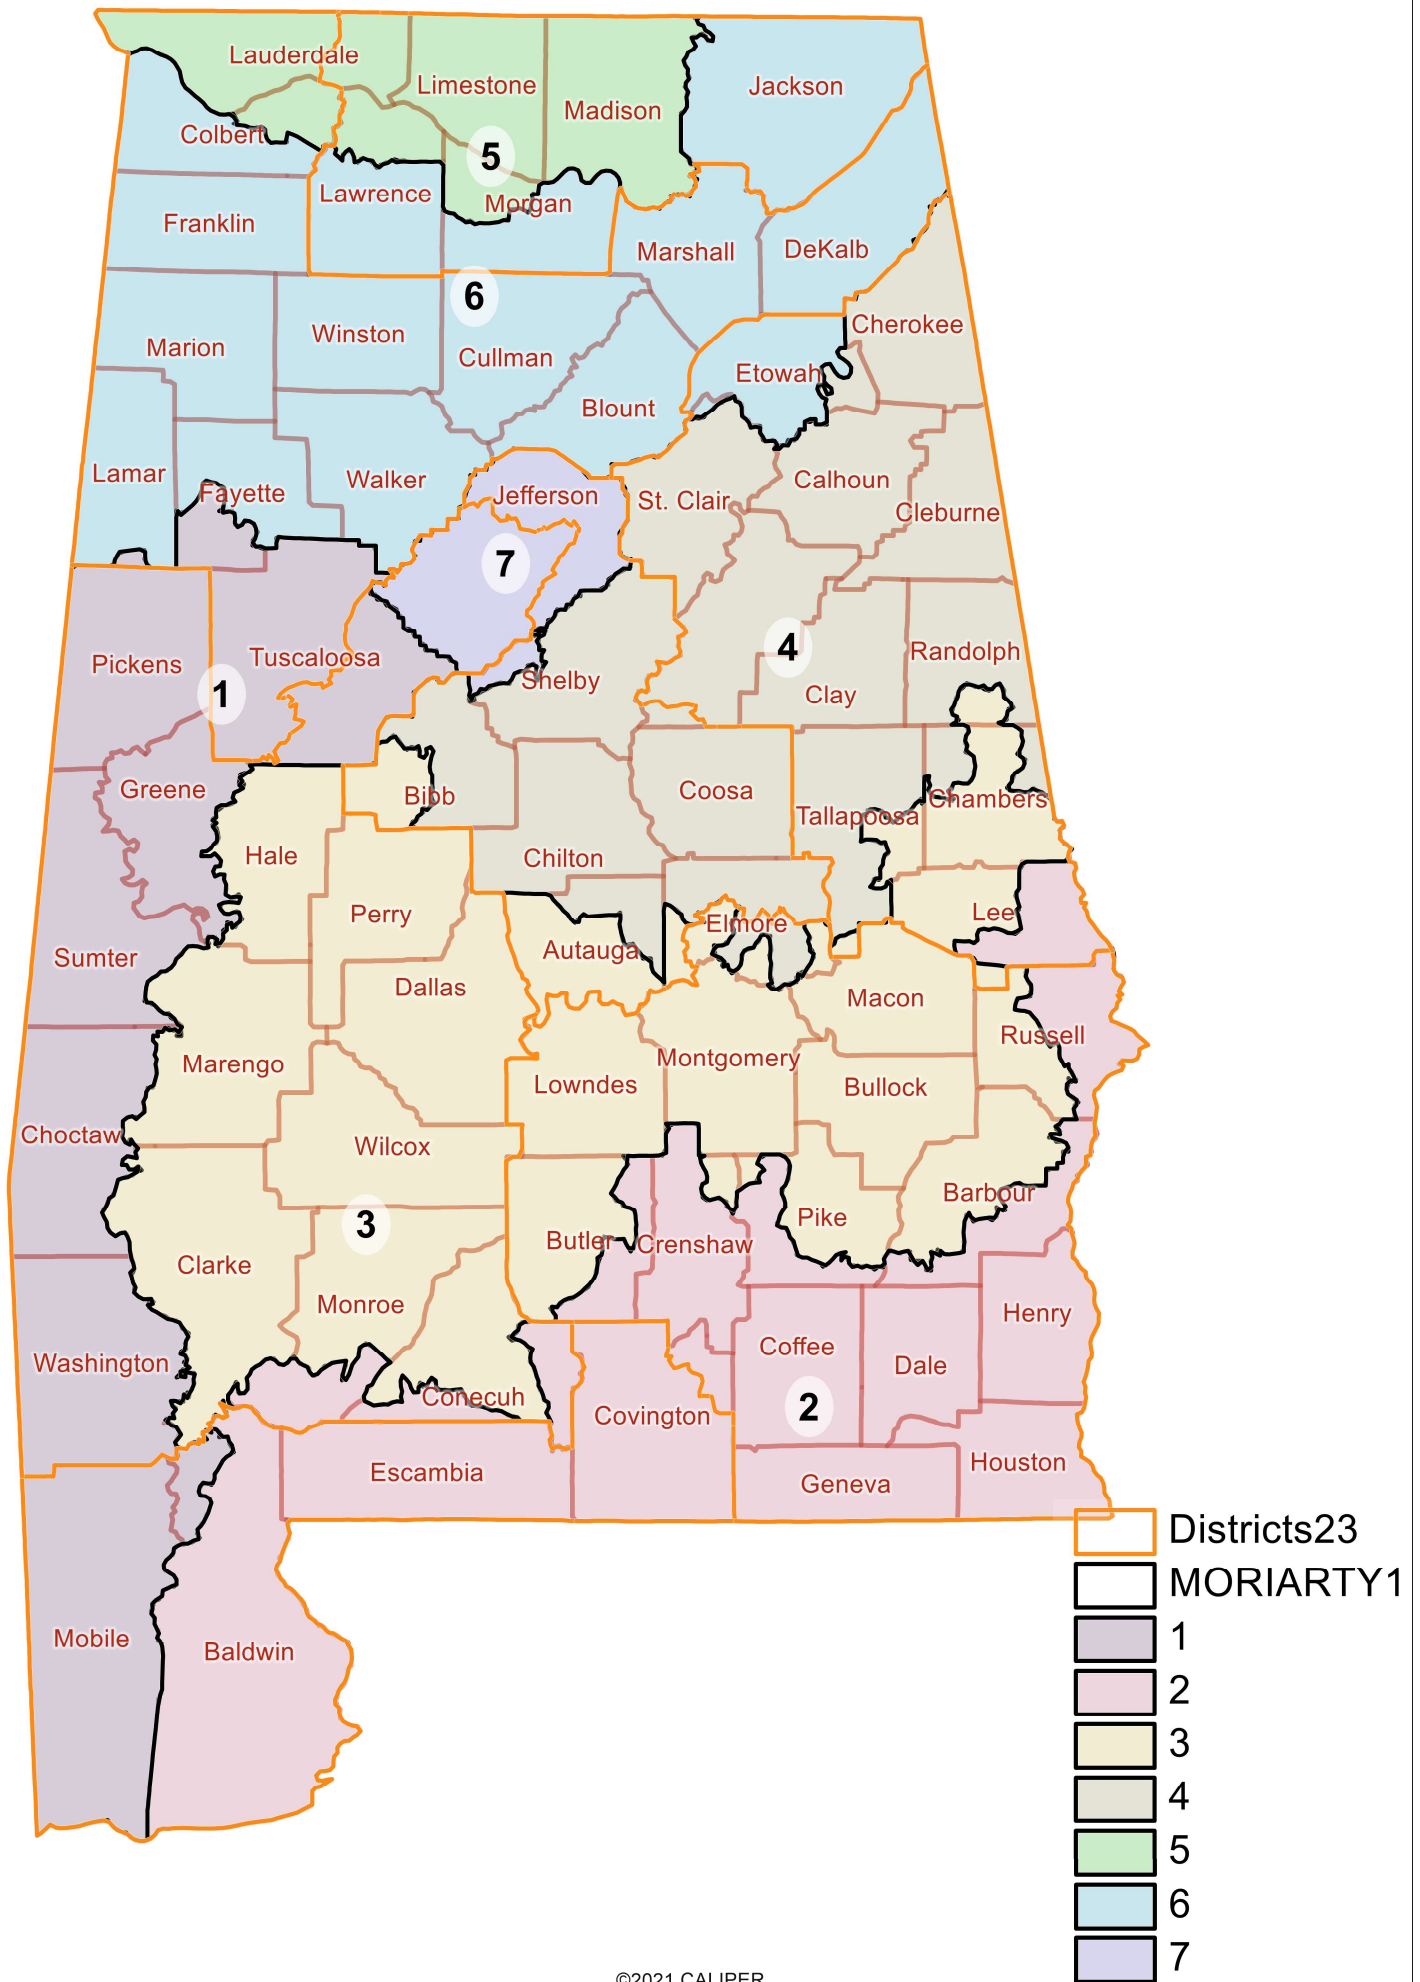 Lauderdale
Limestone
Jackson
Madison
Colbert
5
Lawrence
Morgan
Franklin
Marshall
DeKalb
6
Cherokee
Winston
Marion
Cullman
Etowah
Blount
Lamar
Walker
Calhoun
Fayette
Jefferson
St. Clair
Cleburne
7
4
Randolph
Pickens
Tuscaloosa
1
Shelby
Clay
Greene
Bibb
Coosa
Chambers
Tallapoosa
Hale
Chilton
Perry
Lee
Elmore
Autauga
Sumter
Dallas
Macon
Russell
Marengo
Montgomery
Lowndes
Bullock
Choctaw
Wilcox
Barbour
3
Pike
Butler
Crenshaw
Clarke
Monroe
Henry
Coffee
Washington
Dale
Conecuh
2
Covington
Escambia
Houston
Geneva
Mobile
Baldwin
Districts23
MORIARTY1
1
2
3
4
5
6
7
©2021 CALIPER